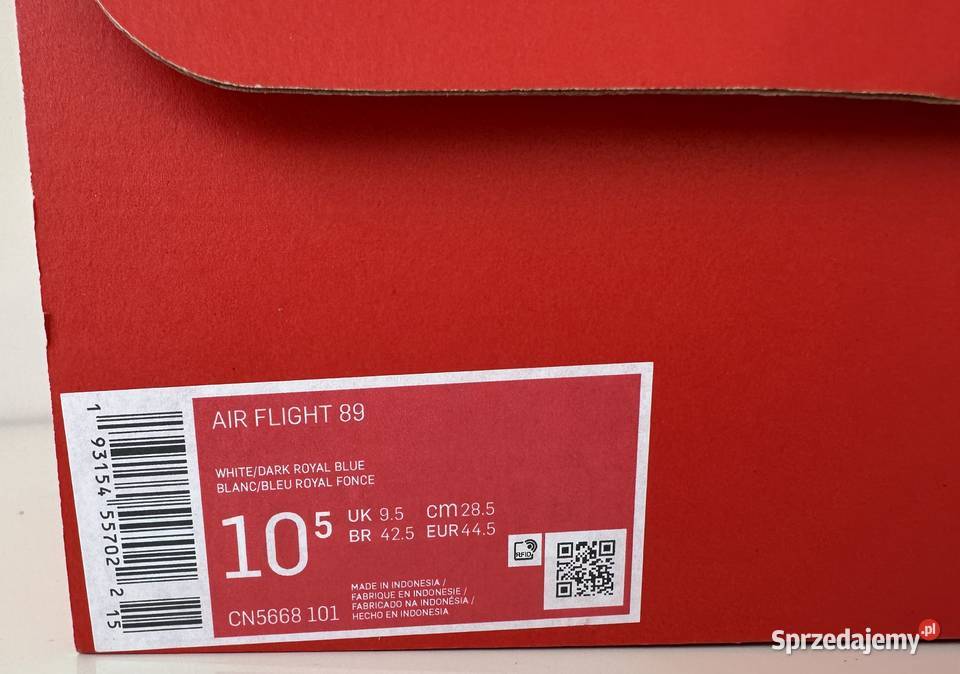 AIR FLIGHT 89
WHITE/DARK ROYAL BLUE
BLANC/BLEU ROYAL FONCE
10 5
UK 9.5 cm 28.5
BR 42.5 EUR 44.5
RFID
MADE IN INDONESIA /
FABRIQUE EN INDONESIE /
FABRICADO NA INDONÉSIA /
HECHO EN INDONESIA
CN5668 101
1 93154 55702 2 15
Sprzedajemy.pl